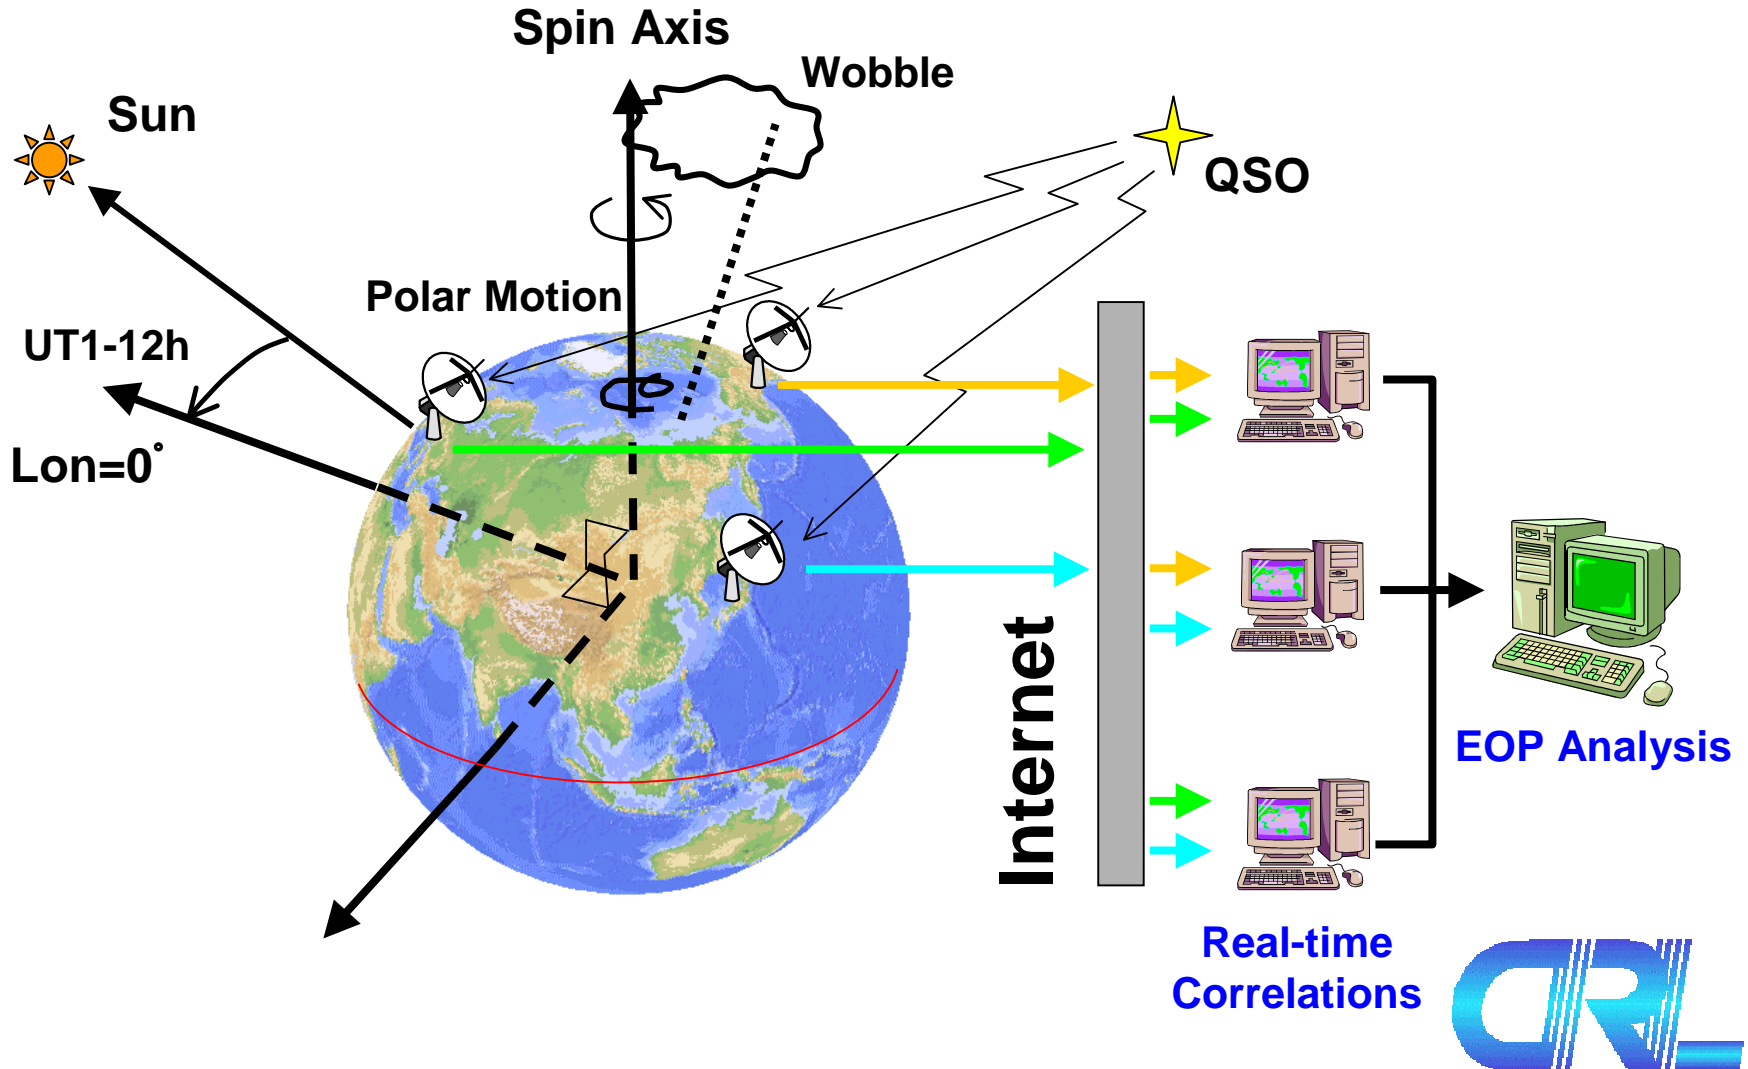 Spin Axis
Wobble
Sun
QSO
Polar Motion
UT1-12h
Lon=0°
Internet
EOP Analysis
Real-time
Correlations
CRL